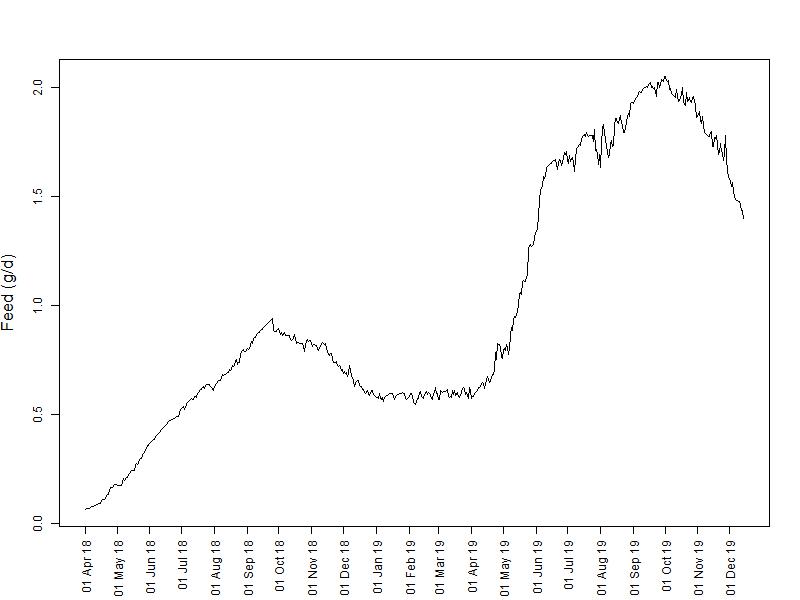 2.0
1.5
1.0
0.5
0.0
Feed (g/d)
01 Apr 18
01 May 18
01 Jun 18
01 Jul 18
01 Aug 18
01 Sep 18
01 Oct 18
01 Nov 18
01 Dec 18
01 Jan 19
01 Feb 19
01 Mar 19
01 Apr 19
01 May 19
01 Jun 19
01 Jul 19
01 Aug 19
01 Sep 19
01 Oct 19
01 Nov 19
01 Dec 19